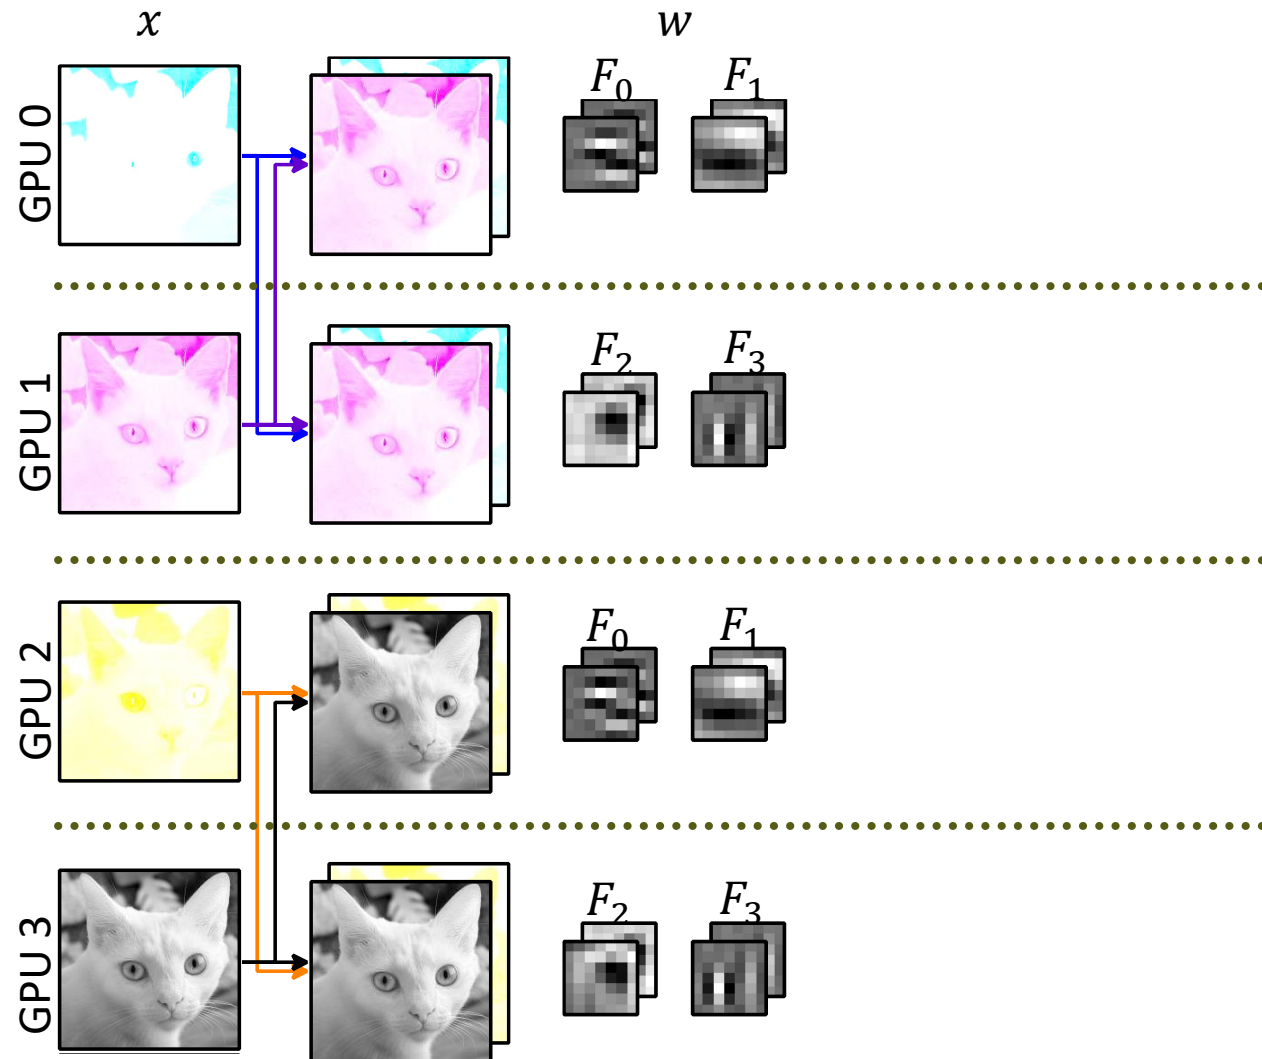 x w
GPU 0
F₀ F₁
GPU 1
F₂ F₃
GPU 2
F₀ F₁
GPU 3
F₂ F₃